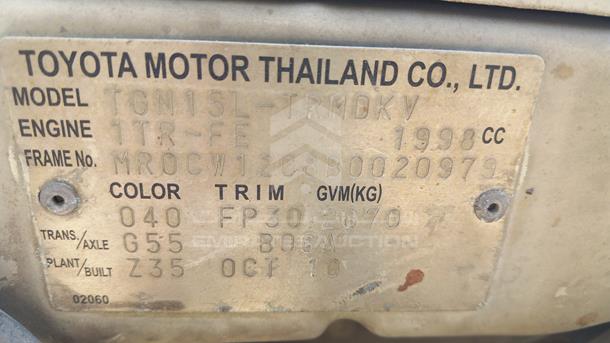 TOYOTA MOTOR THAILAND CO., LTD.
MODEL TGN15L-TRMDKV
ENGINE 1TR-FE 1998 CC
FRAME No.
COLOR TRIM GVM(KG)
040 FP30
TRANS./AXLE G55
PLANT/BUILT Z35 OCT 10
02060